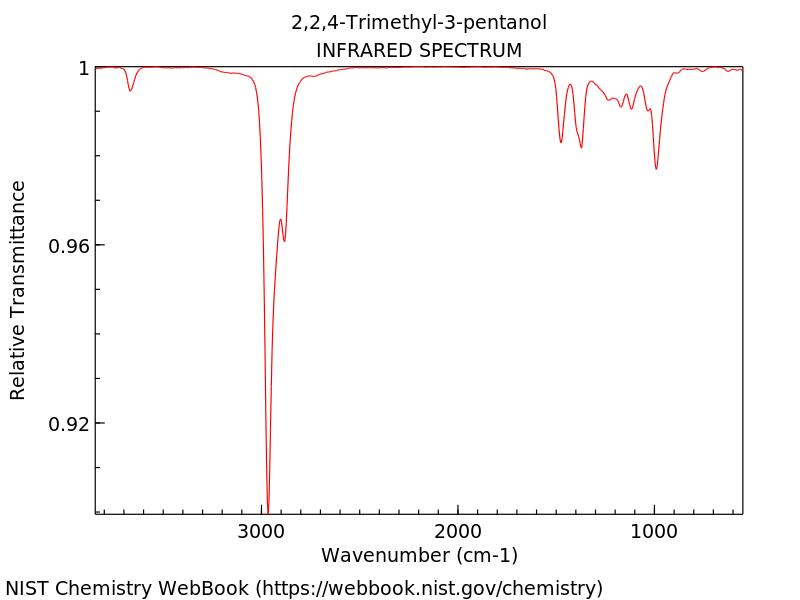 2,2,4-Trimethyl-3-pentanol
INFRARED SPECTRUM
1
0.96
0.92
Relative Transmittance
3000 2000 1000
Wavenumber (cm-1)
NIST Chemistry WebBook (https://webbook.nist.gov/chemistry)